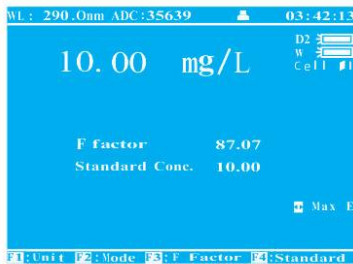 WL: 290.0nm ADC:35639 03:42:13
D2
W
10.00 mg/L
Cell
F factor 87.07
Standard Conc. 10.00
Max E
F1:Unit F2:Mode F3:F Factor F4:Standard